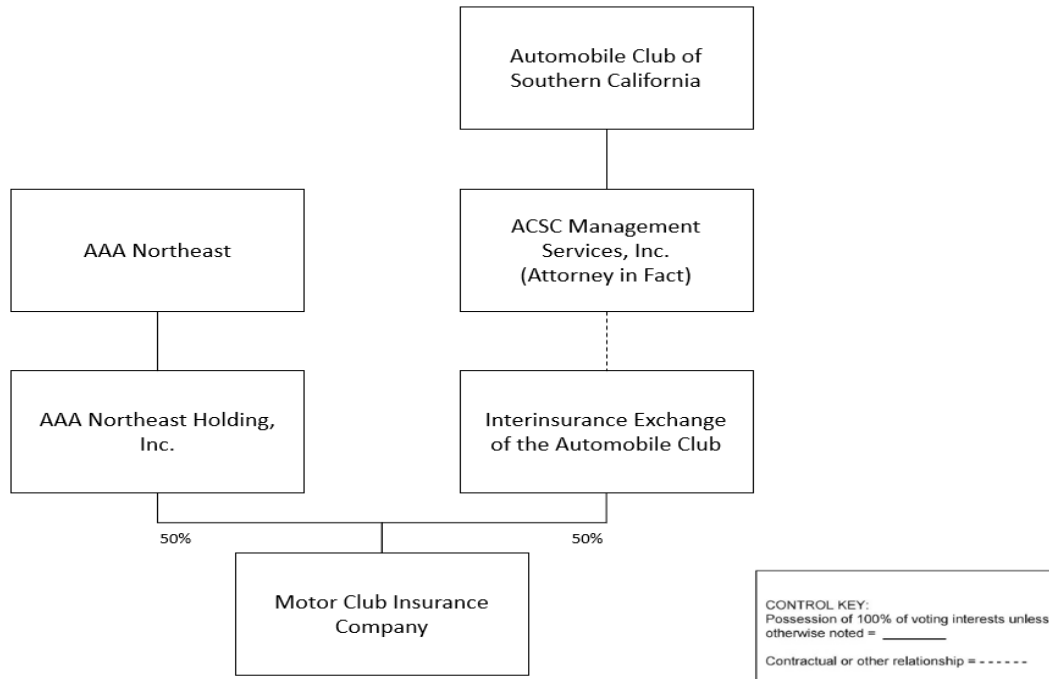 Automobile Club of
Southern California
AAA Northeast
ACSC Management
Services, Inc.
(Attorney in Fact)
AAA Northeast Holding,
Inc.
Interinsurance Exchange
of the Automobile Club
50%
50%
Motor Club Insurance
Company
CONTROL KEY:
Possession of 100% of voting interests unless
otherwise noted = ________
Contractual or other relationship = - - - - - -